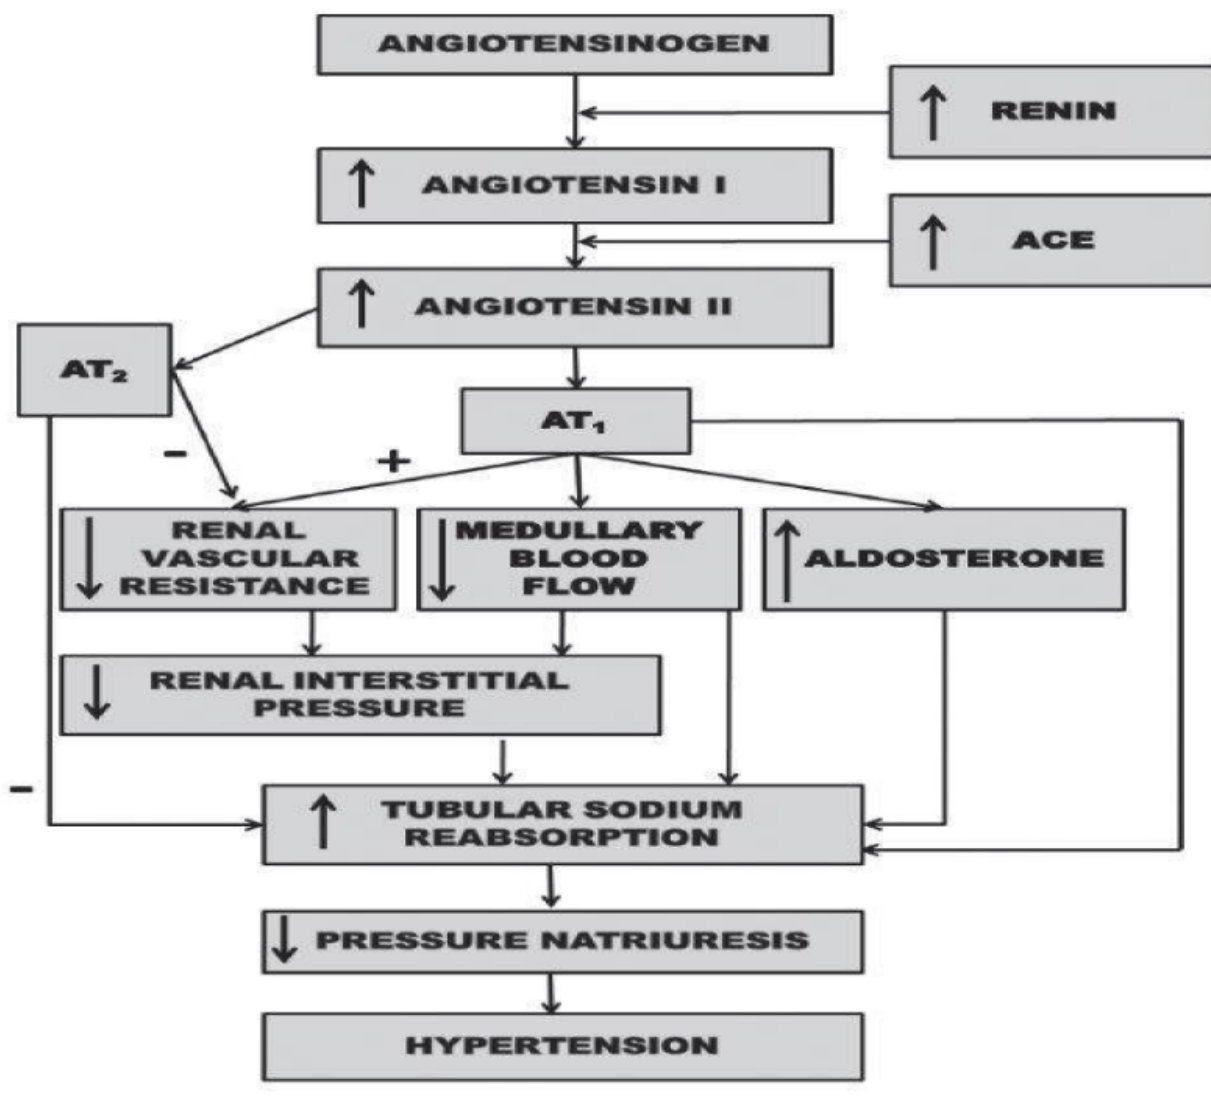 ANGIOTENSINOGEN
↑ RENIN
↑ ANGIOTENSIN I
↑ ACE
↑ ANGIOTENSIN II
AT₂
AT₁
-
+
↓ RENAL
VASCULAR
RESISTANCE
↓ MEDULLARY
BLOOD
FLOW
↑ ALDOSTERONE
↓ RENAL INTERSTITIAL
PRESSURE
-
↑ TUBULAR SODIUM
REABSORPTION
↓ PRESSURE NATRIURESIS
HYPERTENSION